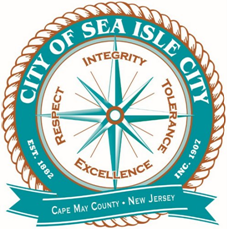 CITY OF SEA ISLE CITY
INTEGRITY
RESPECT
TOLERANCE
EXCELLENCE
EST. 1882
INC. 1907
CAPE MAY COUNTY • NEW JERSEY